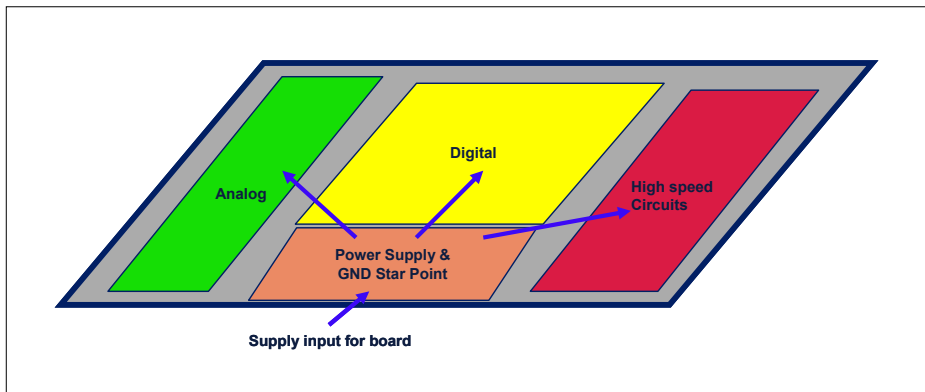 Digital
Analog
High speed
Circuits
Power Supply &
GND Star Point
Supply input for board